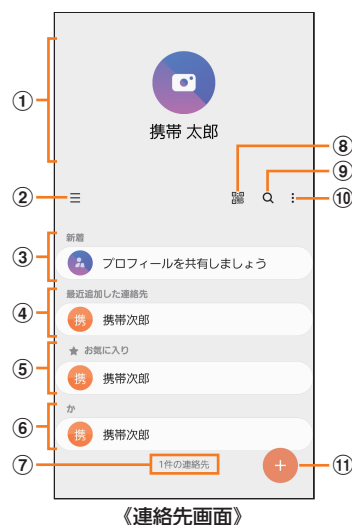 ①
携帯 太郎
⑧
⑨
②
⑩
新着
③
プロフィールを共有しましょう
最近追加した連絡先
④
携 携帯次郎
★ お気に入り
⑤
携 携帯次郎
か
⑥
携 携帯次郎
⑦
1件の連絡先
⑪
《連絡先画面》